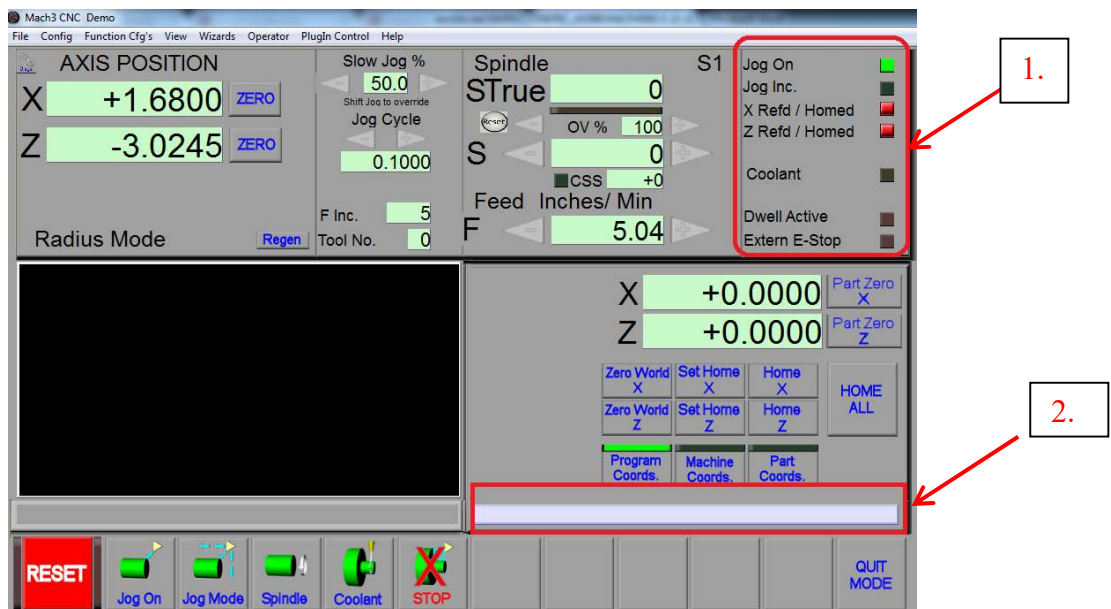 Mach3 CNC Demo
File Config Function Cfg's View Wizards Operator PlugIn Control Help
AXIS POSITION
X +1.6800 ZERO
Z -3.0245 ZERO
Radius Mode Regen
Slow Jog %
50.0
Shift Jog to override
Jog Cycle
0.1000
F Inc. 5
Tool No. 0
Spindle S1
STrue 0
Reset OV % 100
S 0
CSS +0
Feed Inches/ Min
F 5.04
Jog On
Jog Inc.
X Refd / Homed
Z Refd / Homed
Coolant
Dwell Active
Extern E-Stop
1.
X +0.0000 Part Zero
X
Z +0.0000 Part Zero
Z
Zero World
X
Set Home
X
Home
X
HOME
ALL
Zero World
Z
Set Home
Z
Home
Z
Program
Coords.
Machine
Coords.
Part
Coords.
2.
RESET
Jog On
Jog Mode
Spindle
Coolant
STOP
QUIT
MODE